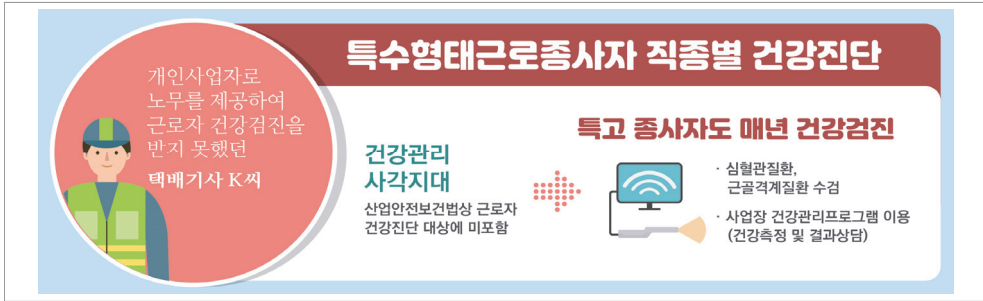 특수형태근로종사자 직종별 건강진단
개인사업자로
노무를 제공하여
근로자 건강검진을
받지 못했던
택배기사 K씨
건강관리
사각지대
산업안전보건법상 근로자
건강진단 대상에 미포함
특고 종사자도 매년 건강검진
· 심혈관질환,
근골격계질환 수검
· 사업장 건강관리프로그램 이용
(건강측정 및 결과상담)